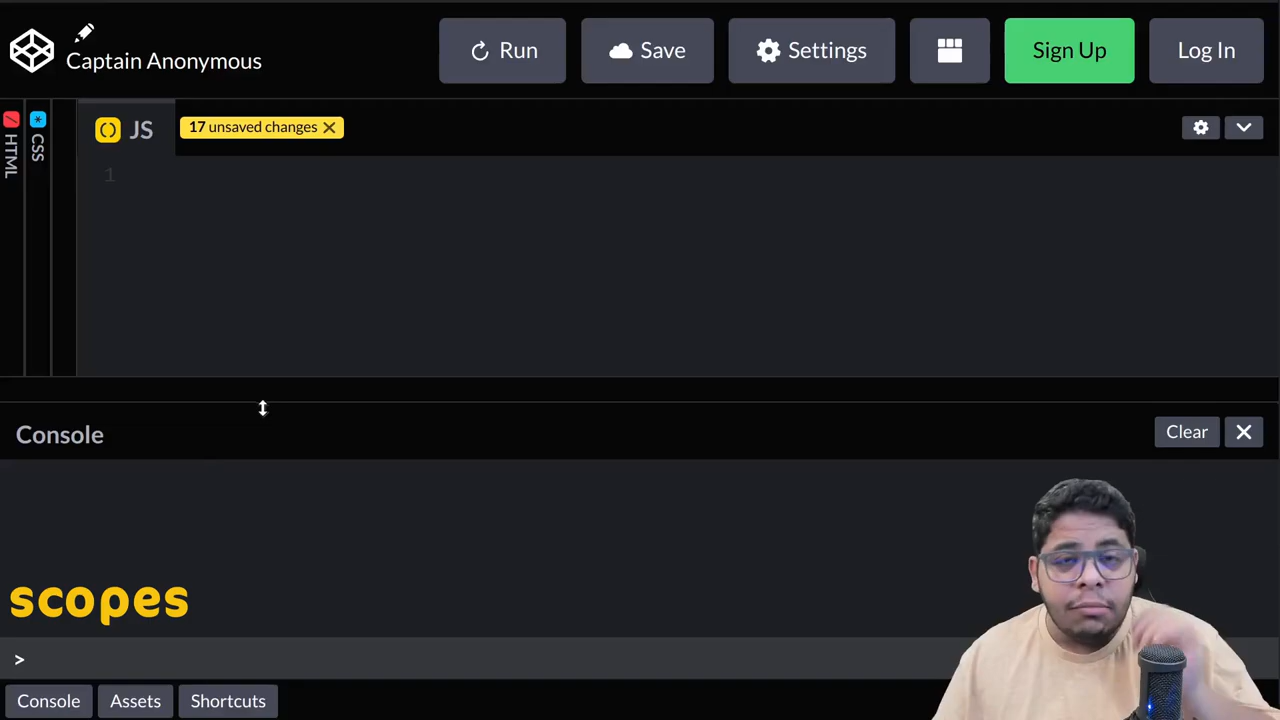 Captain Anonymous
Run
Save
Settings
Sign Up
Log In
HTML
CSS
JS
17 unsaved changes
1
Console
Clear
scopes
>
Console
Assets
Shortcuts